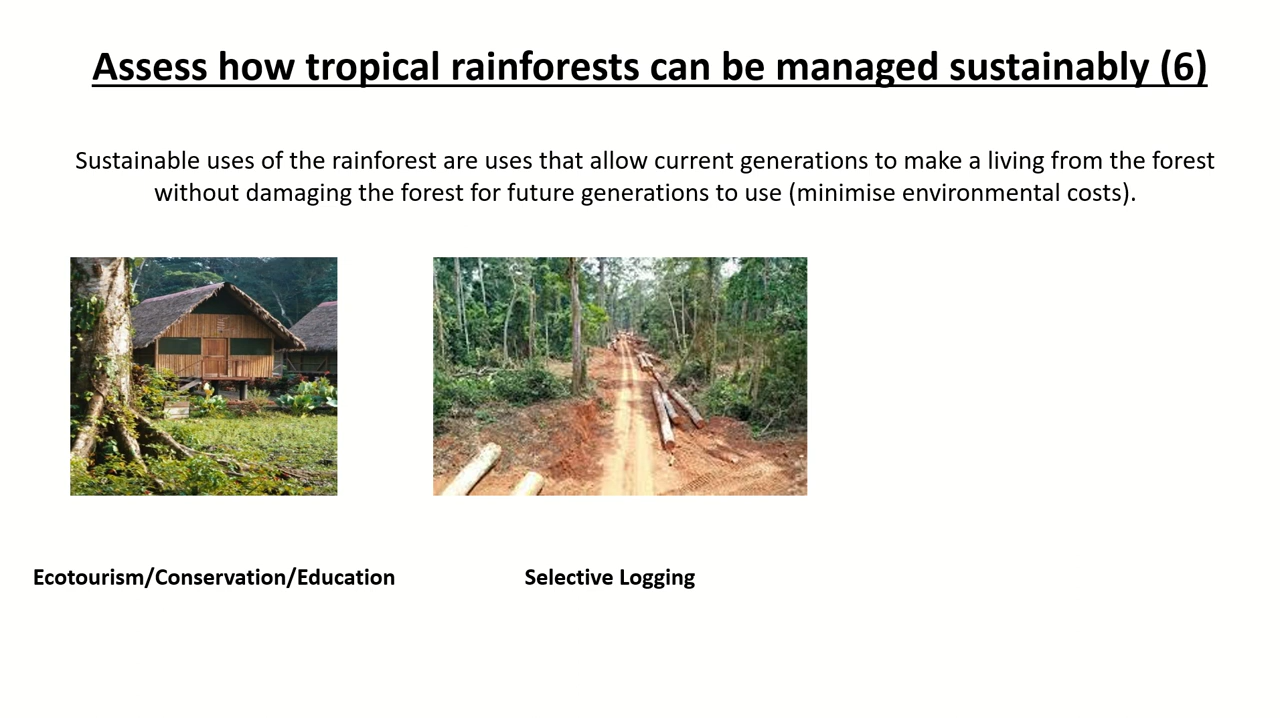 Assess how tropical rainforests can be managed sustainably (6)
Sustainable uses of the rainforest are uses that allow current generations to make a living from the forest
without damaging the forest for future generations to use (minimise environmental costs).
Ecotourism/Conservation/Education
Selective Logging